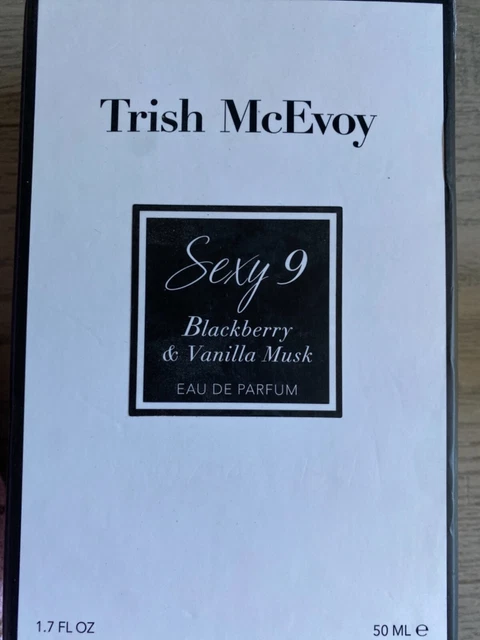 Trish McEvoy
Sexy 9
Blackberry
& Vanilla Musk
EAU DE PARFUM
1.7 FL OZ
50 ML ℮